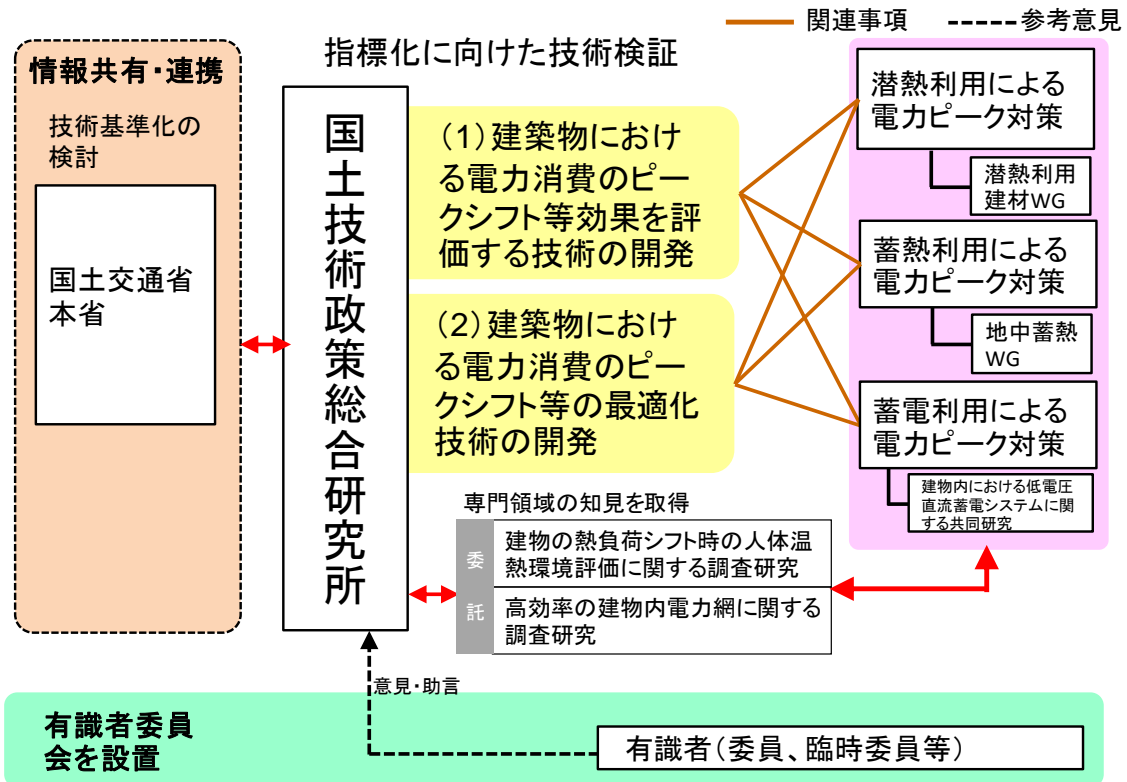 関連事項
参考意見
指標化に向けた技術検証
情報共有・連携
技術基準化の
検討
国土交通省
本省
国土技術政策総合研究所
(1)建築物におけ
る電力消費のピー
クシフト等効果を評
価する技術の開発
(2)建築物におけ
る電力消費のピー
クシフト等の最適化
技術の開発
潜熱利用による
電力ピーク対策
潜熱利用
建材WG
蓄熱利用による
電力ピーク対策
地中蓄熱
WG
蓄電利用による
電力ピーク対策
建物内における低電圧
直流蓄電システムに関
する共同研究
専門領域の知見を取得
委託
建物の熱負荷シフト時の人体温
熱環境評価に関する調査研究
高効率の建物内電力網に関する
調査研究
意見・助言
有識者委員
会を設置
有識者(委員、臨時委員等)